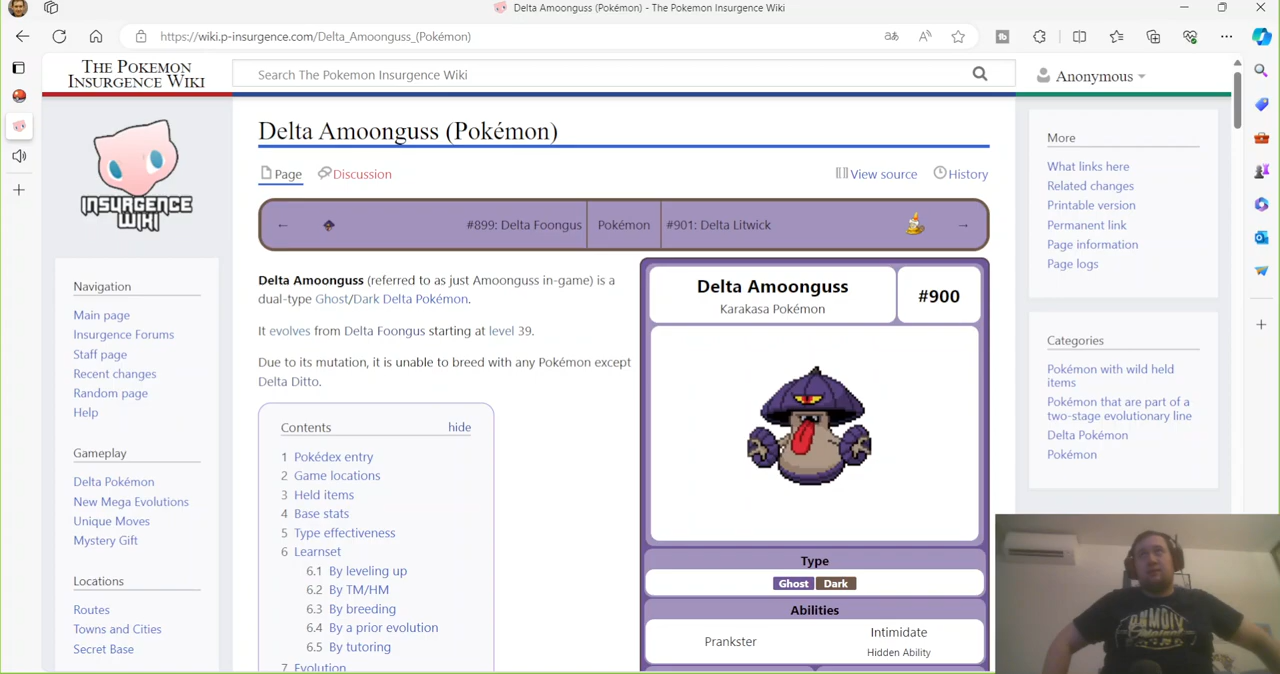 Delta Amoonguss (Pokémon) - The Pokemon Insurgence Wiki
https://wiki.p-insurgence.com/Delta_Amoonguss_(Pokémon)
THE POKEMON
INSURGENCE WIKI
Search The Pokemon Insurgence Wiki
Anonymous
INSURGENCE
WIKI
Navigation
Main page
Insurgence Forums
Staff page
Recent changes
Random page
Help
Gameplay
Delta Pokémon
New Mega Evolutions
Unique Moves
Mystery Gift
Locations
Routes
Towns and Cities
Secret Base
Delta Amoonguss (Pokémon)
Page Discussion View source History
← #899: Delta Foongus Pokémon #901: Delta Litwick →
Delta Amoonguss (referred to as just Amoonguss in-game) is a
dual-type Ghost/Dark Delta Pokémon.
It evolves from Delta Foongus starting at level 39.
Due to its mutation, it is unable to breed with any Pokémon except
Delta Ditto.
Contents hide
1 Pokédex entry
2 Game locations
3 Held items
4 Base stats
5 Type effectiveness
6 Learnset
6.1 By leveling up
6.2 By TM/HM
6.3 By breeding
6.4 By a prior evolution
6.5 By tutoring
7 Evolution
Delta Amoonguss
Karakasa Pokémon
#900
Type
Ghost Dark
Abilities
Prankster
Intimidate
Hidden Ability
More
What links here
Related changes
Printable version
Permanent link
Page information
Page logs
Categories
Pokémon with wild held
items
Pokémon that are part of a
two-stage evolutionary line
Delta Pokémon
Pokémon